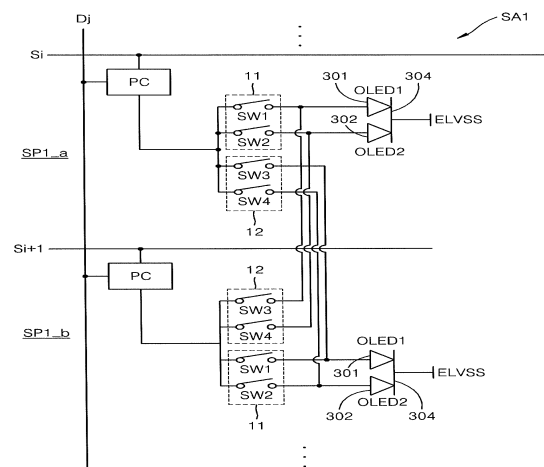 Dj
SA1
Si
PC
11
301
OLED1
304
SW1
SW2
302
ELVSS
OLED2
SP1_a
SW3
SW4
12
Si+1
PC
12
SW3
SP1_b
SW4
OLED1
SW1
301
ELVSS
SW2
OLED2
302
304
11